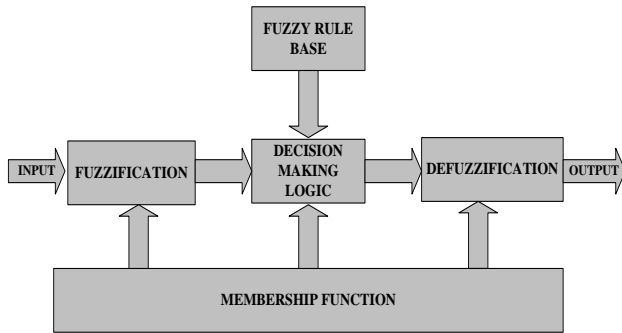 FUZZY RULE
BASE
INPUT
FUZZIFICATION
DECISION
MAKING
LOGIC
DEFUZZIFICATION
OUTPUT
MEMBERSHIP FUNCTION